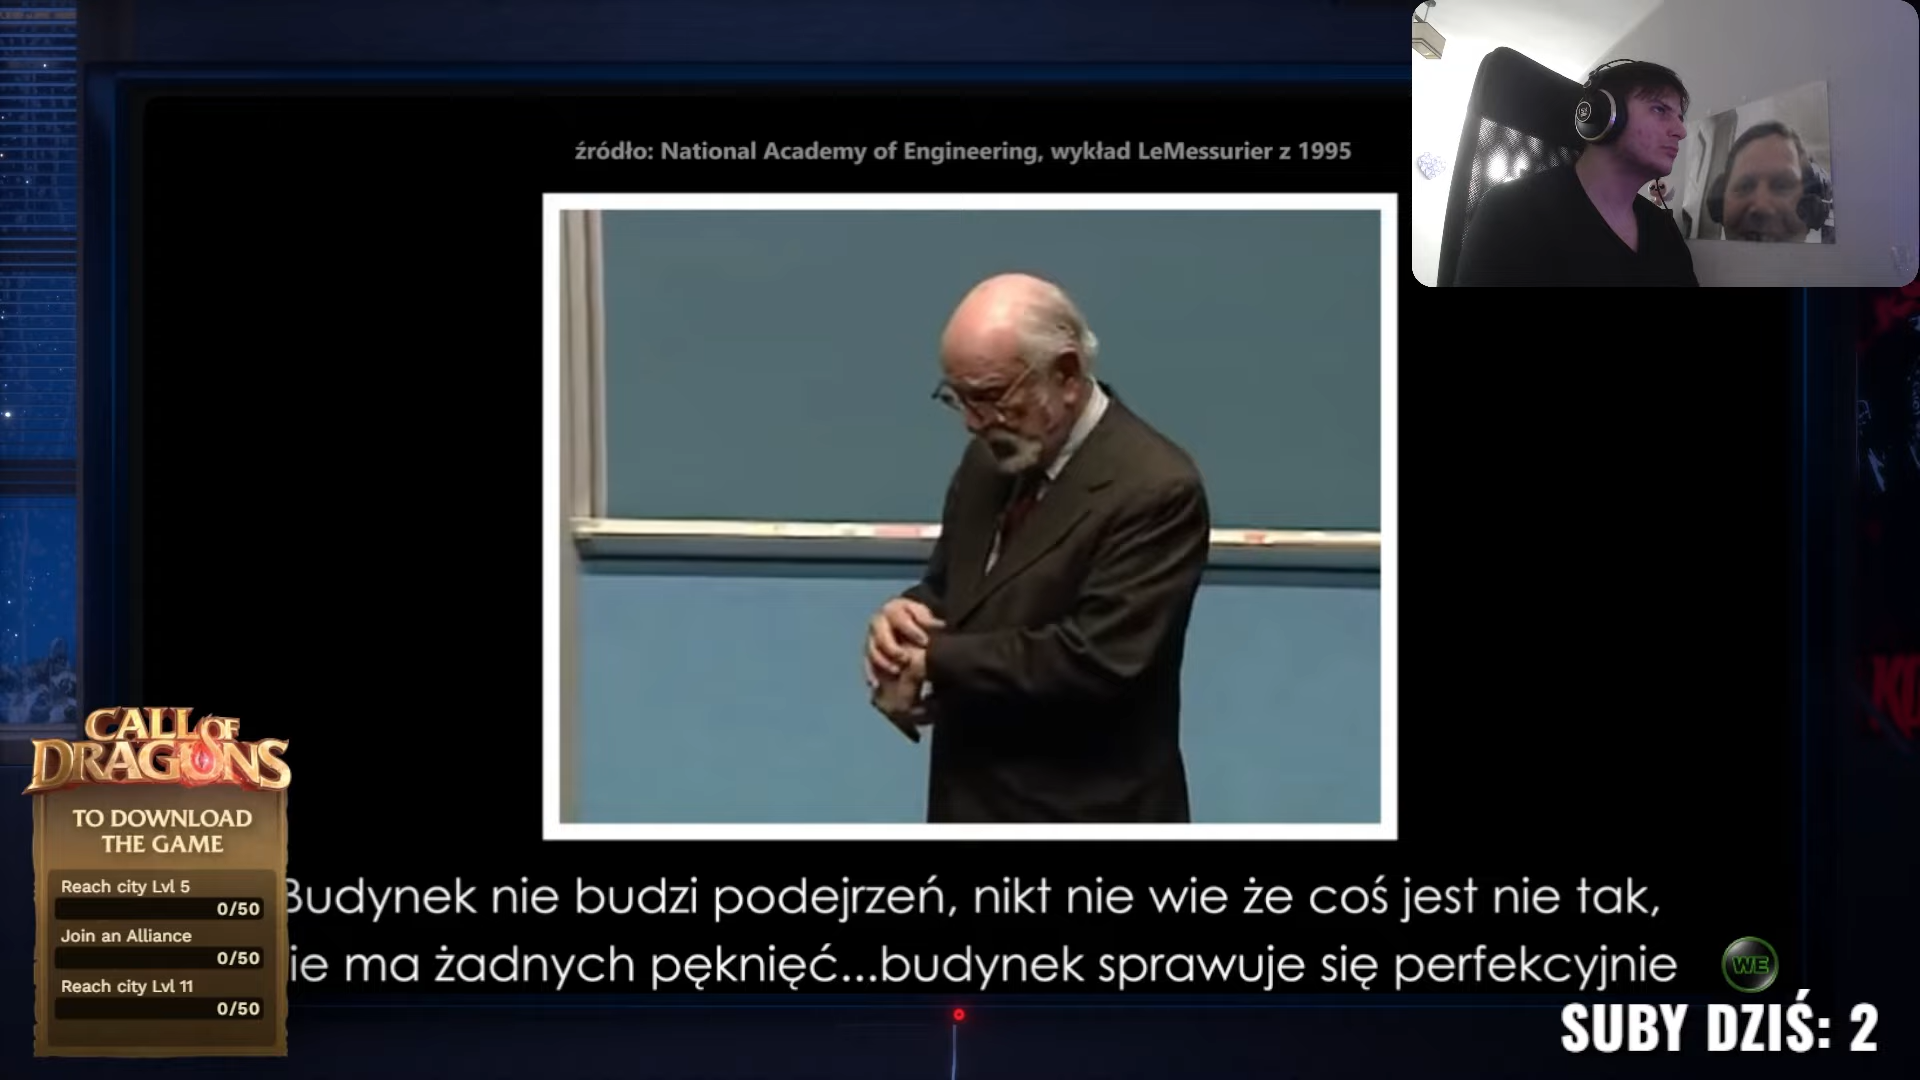 źródło: National Academy of Engineering, wykład LeMessurier z 1995
Budynek nie budzi podejrzeń, nikt nie wie że coś jest nie tak,
ie ma żadnych pęknięć...budynek sprawuje się perfekcyjnie
WE
CALL OF
DRAGONS
TO DOWNLOAD
THE GAME
Reach city Lvl 5
0/50
Join an Alliance
0/50
Reach city Lvl 11
0/50
SUBY DZIŚ: 2